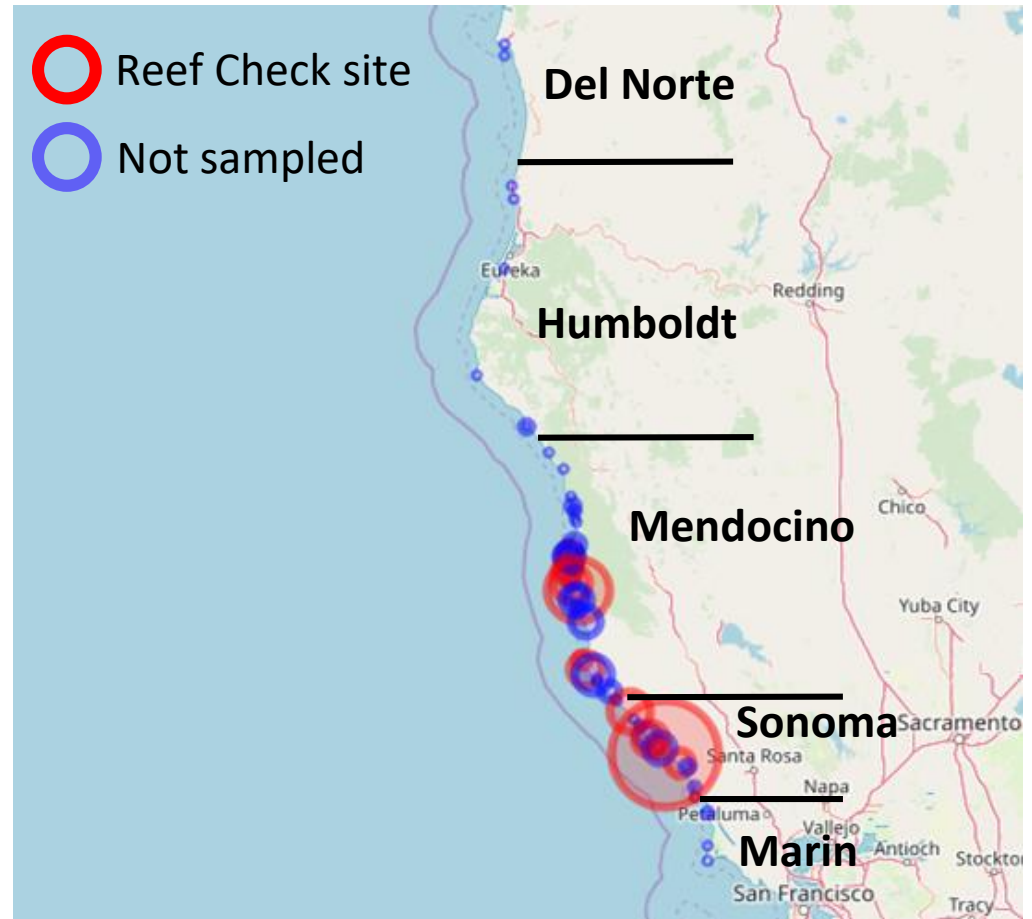 Reef Check site
Not sampled
Del Norte
Eureka
Redding
Humboldt
Chico
Mendocino
Yuba City
Sonoma
Sacramento
Santa Rosa
Napa
Petaluma
Vallejo
Marin
Antioch
Stockton
San Francisco
Tracy